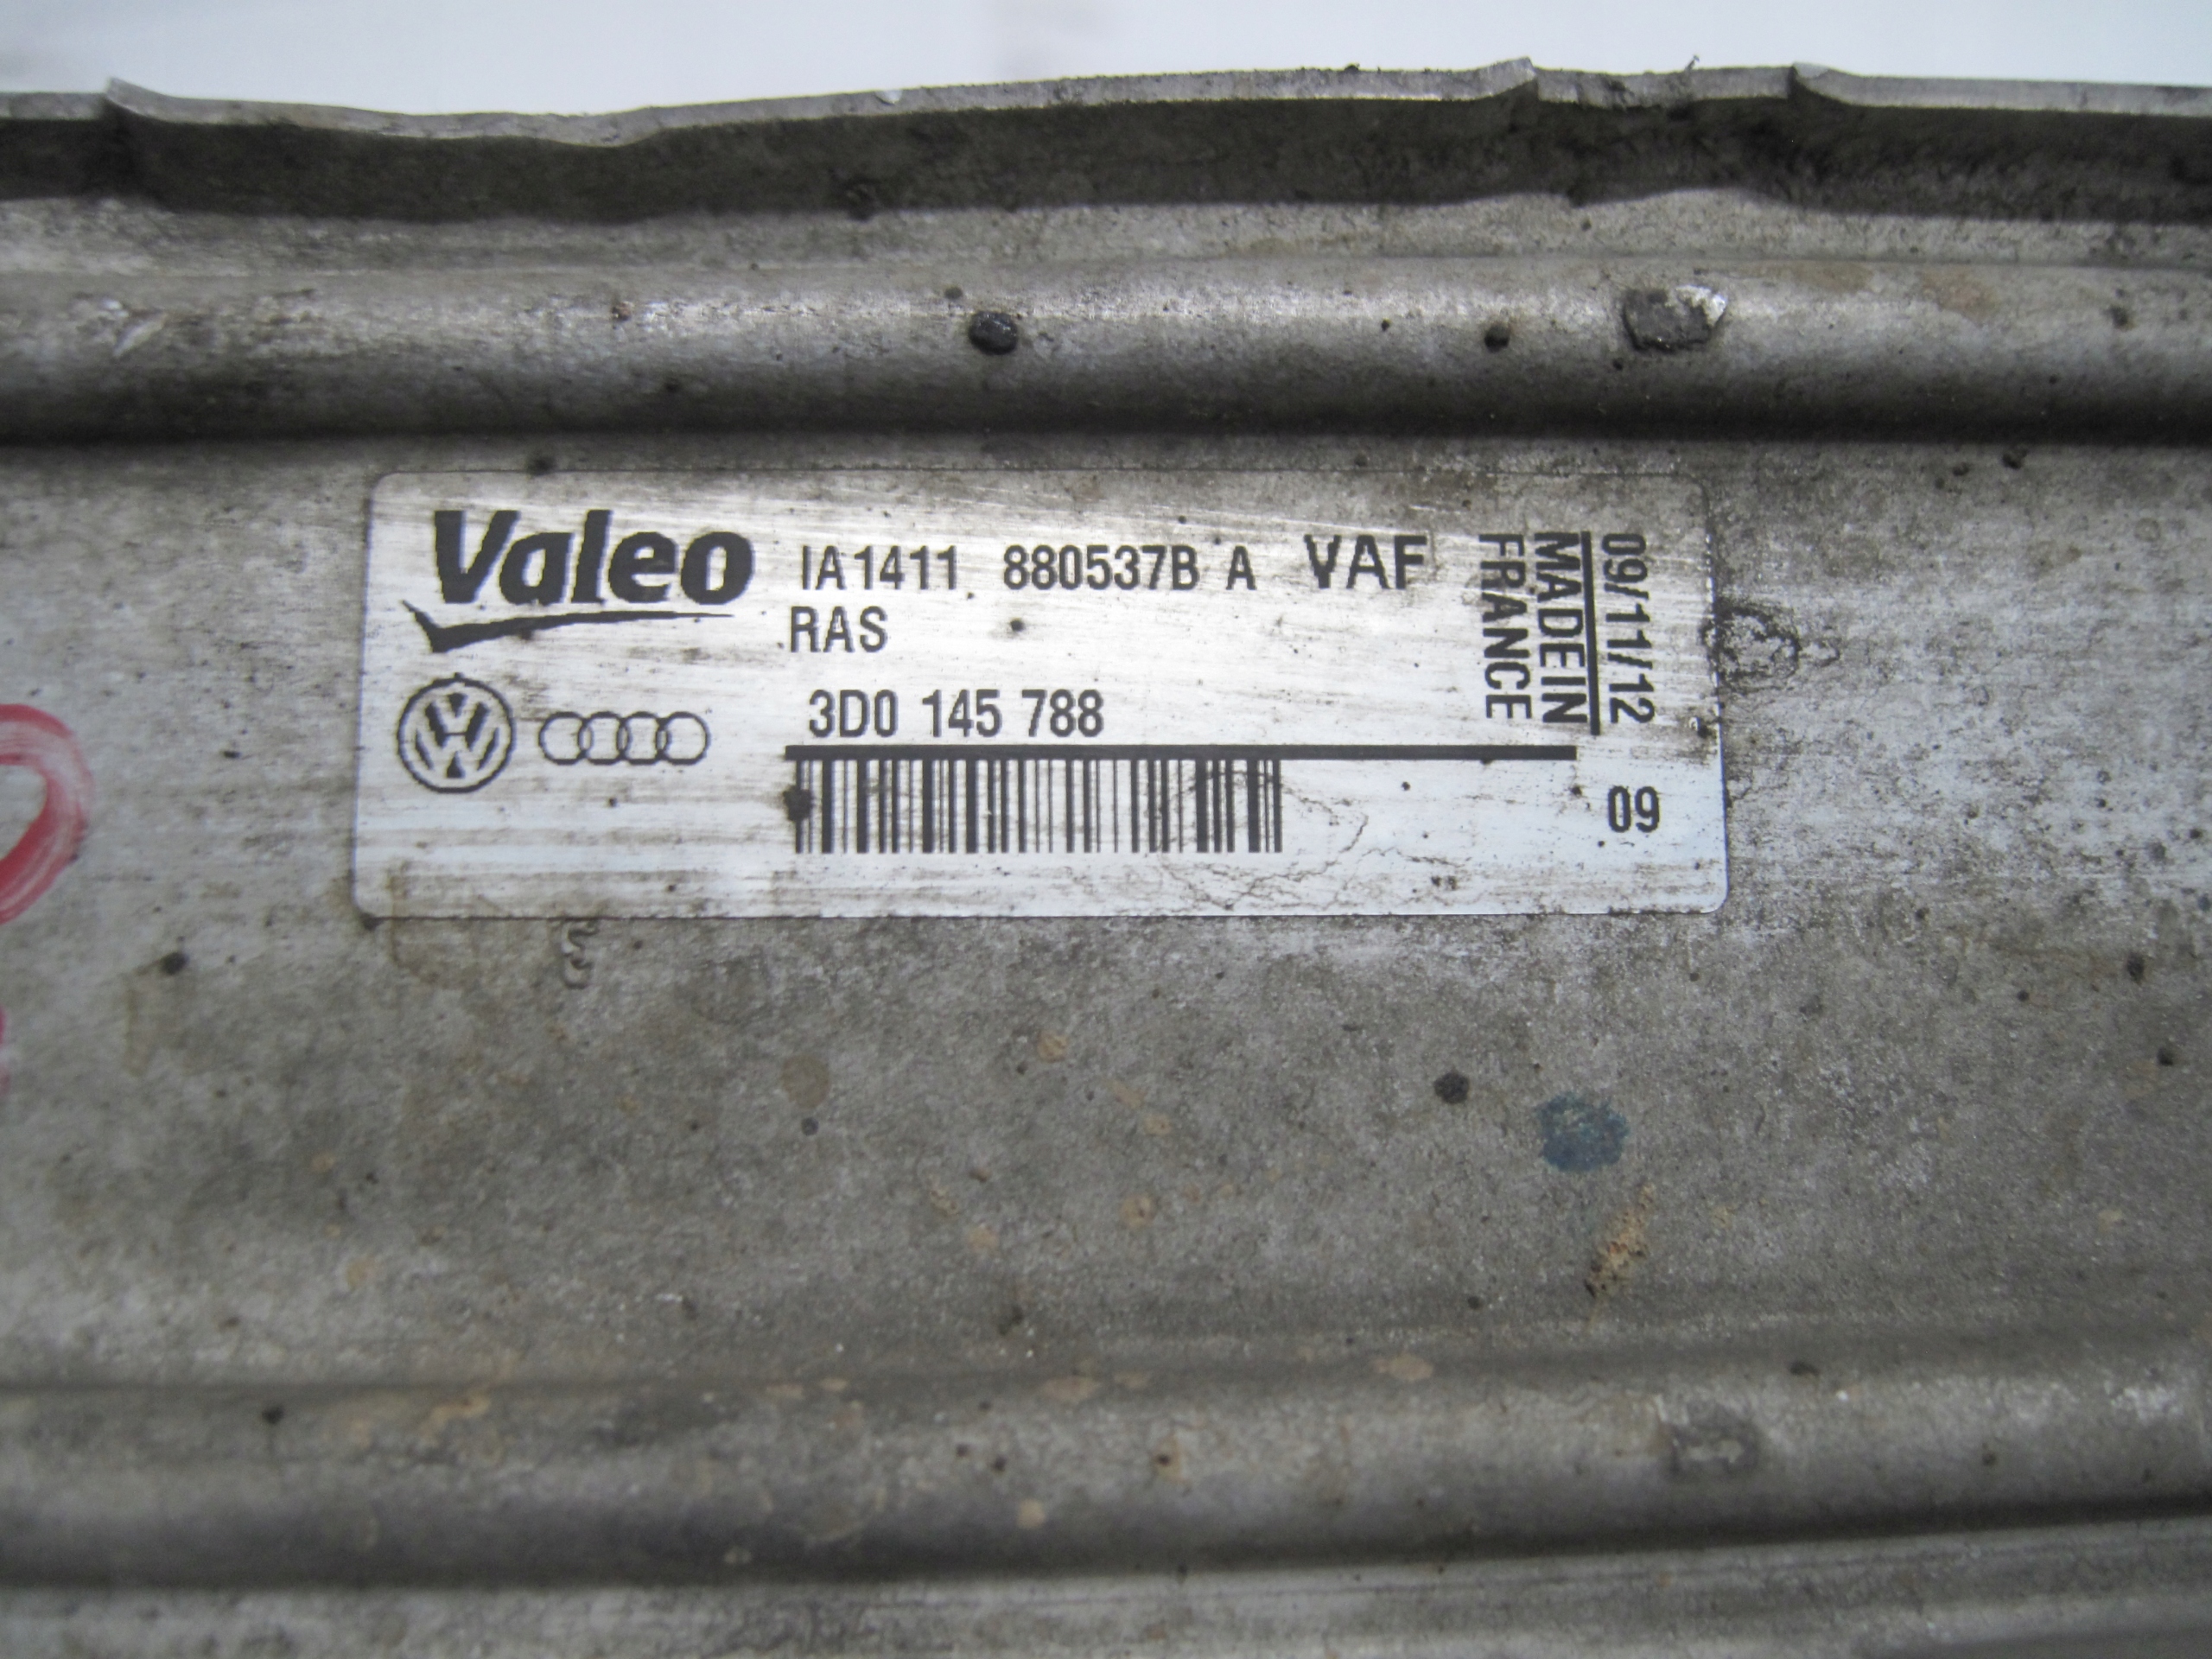 Valeo IA1411 880537B A VAF
RAS
3D0 145 788
MADE IN
FRANCE
09/11/12
09